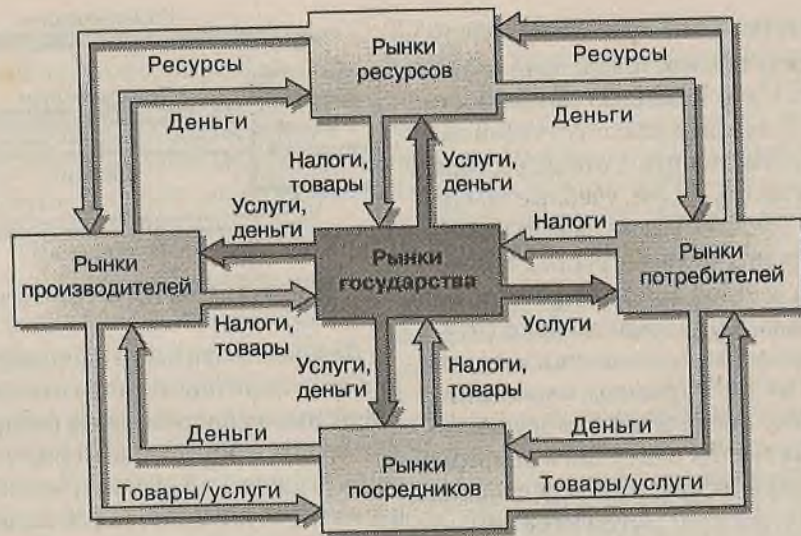 Рынки
ресурсов
Ресурсы
Ресурсы
Деньги
Деньги
Налоги,
товары
Услуги,
деньги
Услуги,
деньги
Налоги
Рынки
производителей
Рынки
государства
Рынки
потребителей
Налоги,
товары
Услуги
Услуги,
деньги
Налоги,
товары
Деньги
Деньги
Рынки
посредников
Товары/услуги
Товары/услуги